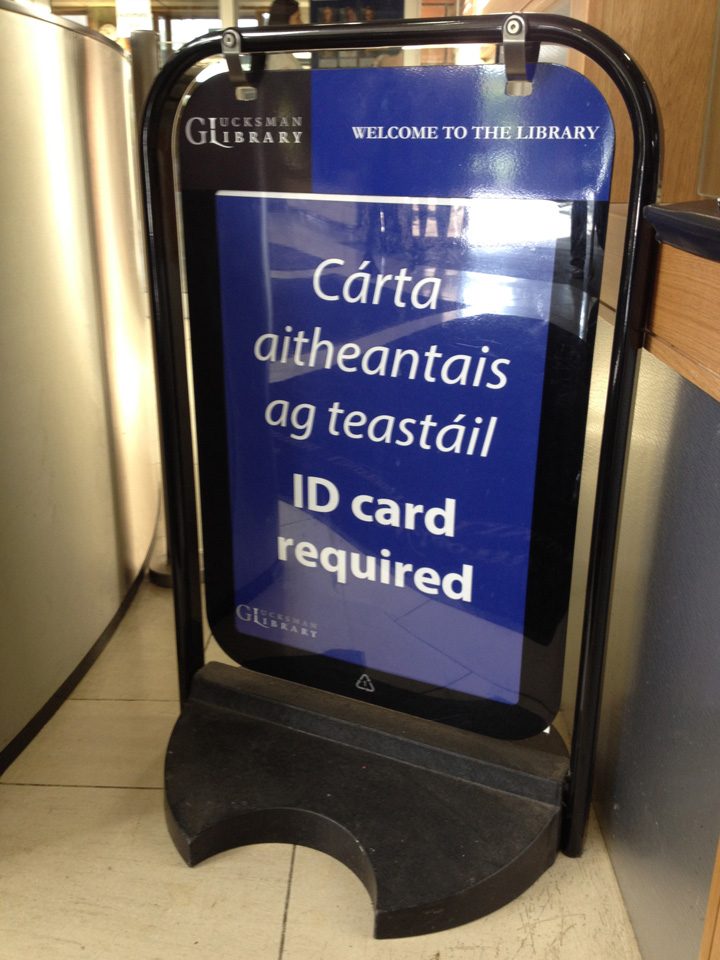 GLUCKSMAN
LIBRARY
WELCOME TO THE LIBRARY
Cárta
aitheantais
ag teastáil
ID card
required
GLUCKSMAN
LIBRARY